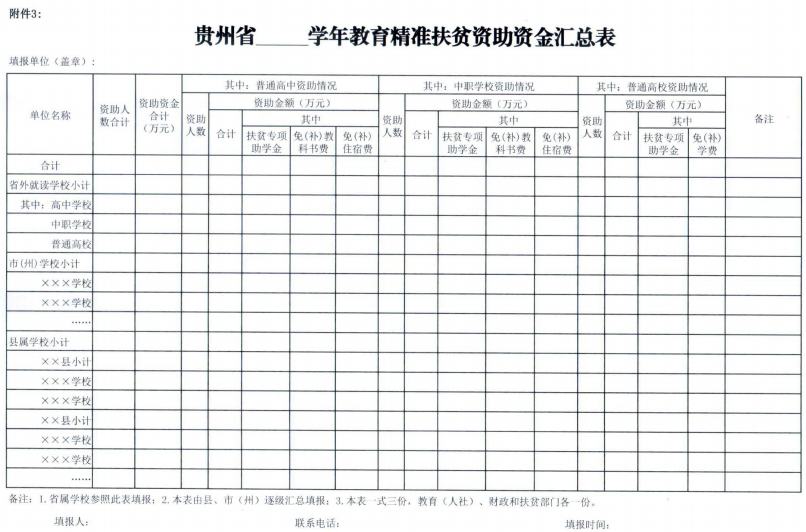 附件3:
贵州省_____学年教育精准扶贫资助资金汇总表
填报单位（盖章）:
单位名称 资助人数合计 资助资金合计（万元） 其中: 普通高中资助情况 其中: 中职学校资助情况 其中: 普通高校资助情况 备注
资助人数 资助金额（万元） 资助人数 资助金额（万元） 资助人数 资助金额（万元）
合计 其中 合计 其中 合计 其中
扶贫专项助学金 免(补)教科书费 免(补)住宿费 扶贫专项助学金 免(补)教科书费 免(补)住宿费 扶贫专项助学金 免(补)学费
合计
省外就读学校小计
其中: 高中学校
中职学校
普通高校
市(州)学校小计
×××学校
×××学校
……
县属学校小计
××县小计
×××学校
×××学校
××县小计
×××学校
×××学校
……
备注: 1.省属学校参照此表填报; 2.本表由县、市（州）逐级汇总填报; 3.本表一式三份，教育（人社）、财政和扶贫部门各一份。
填报人: 联系电话: 填报时间: